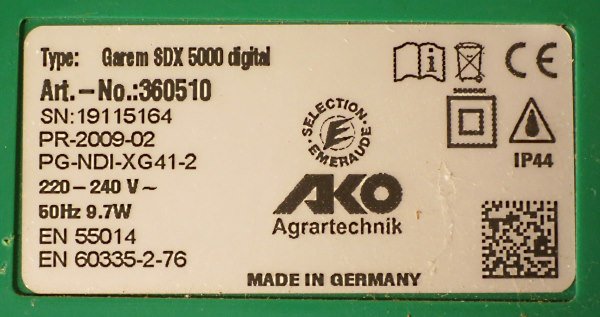 Type: Garem SDX 5000 digital
Art.-No.:360510
SN:19115164
PR-2009-02
PG-NDI-XG41-2
220-240 V~
50Hz 9.7W
EN 55014
EN 60335-2-76
SELECTION
E
EMERAUDE
AKO
Agrartechnik
i
CE
IP44
MADE IN GERMANY